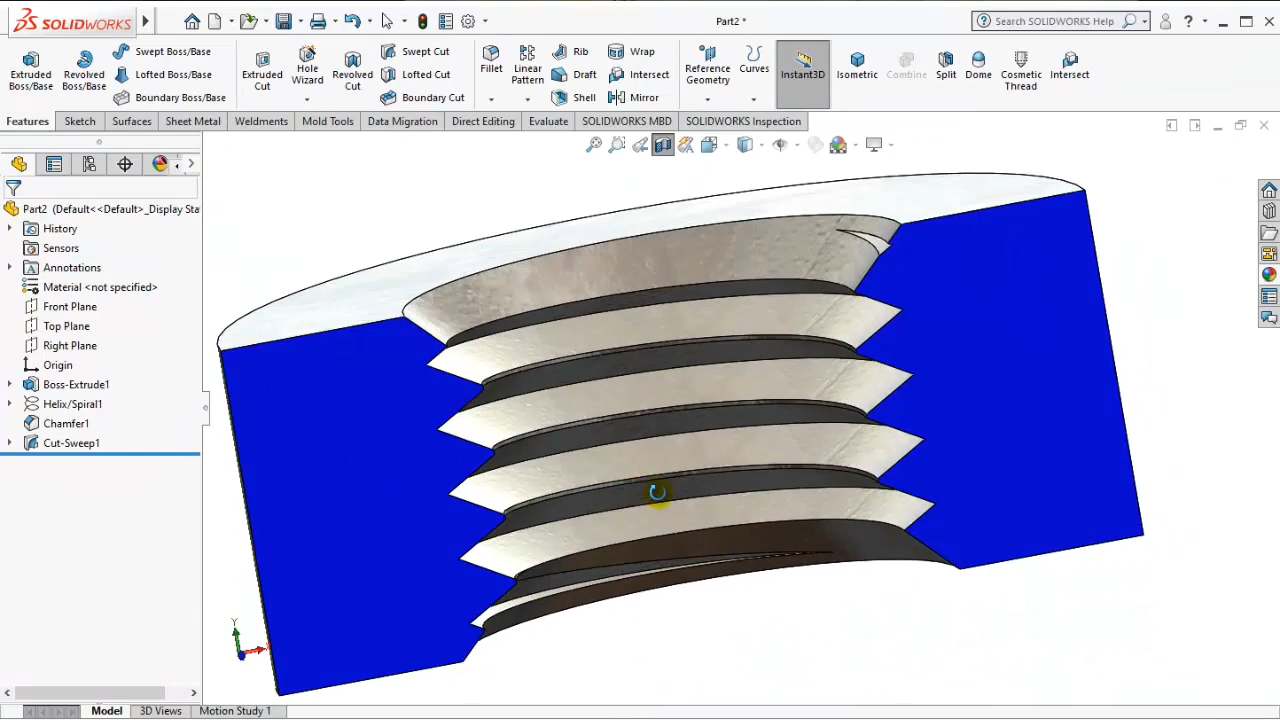 SOLIDWORKS
Part2 *
Search SOLIDWORKS Help
Extruded Boss/Base
Revolved Boss/Base
Swept Boss/Base
Lofted Boss/Base
Boundary Boss/Base
Extruded Cut
Hole Wizard
Revolved Cut
Swept Cut
Lofted Cut
Boundary Cut
Fillet
Linear Pattern
Rib
Draft
Shell
Wrap
Intersect
Mirror
Reference Geometry
Curves
Instant3D
Isometric
Combine
Split
Dome
Cosmetic Thread
Intersect
Features
Sketch
Surfaces
Sheet Metal
Weldments
Mold Tools
Data Migration
Direct Editing
Evaluate
SOLIDWORKS MBD
SOLIDWORKS Inspection
Part2 (Default<<Default>_Display Sta
History
Sensors
Annotations
Material <not specified>
Front Plane
Top Plane
Right Plane
Origin
Boss-Extrude1
Helix/Spiral1
Chamfer1
Cut-Sweep1
Y
Model
3D Views
Motion Study 1